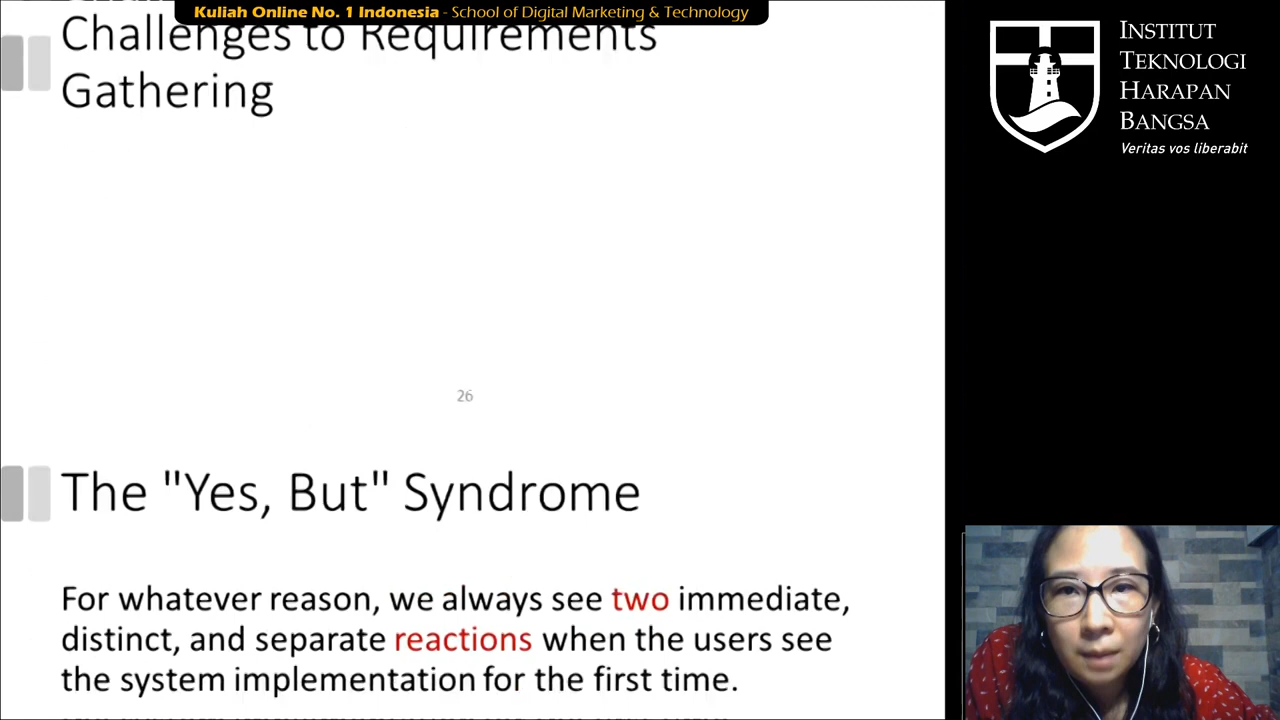 Kuliah Online No. 1 Indonesia - School of Digital Marketing & Technology
Challenges to Requirements
Gathering
26
The "Yes, But" Syndrome
For whatever reason, we always see two immediate,
distinct, and separate reactions when the users see
the system implementation for the first time.
INSTITUT
TEKNOLOGI
HARAPAN
BANGSA
Veritas vos liberabit